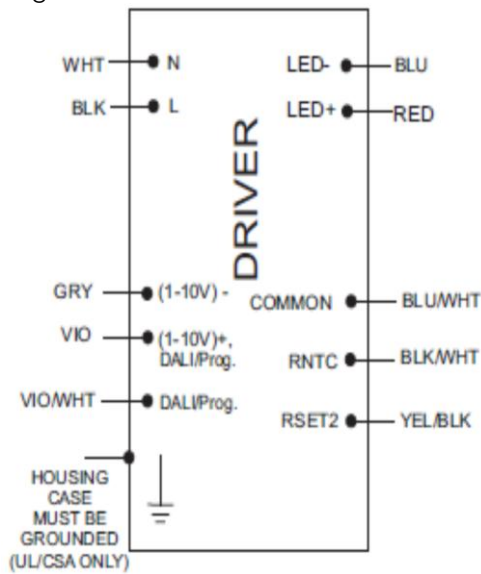 WHT N LED- BLU
BLK L LED+ RED
DRIVER
GRY (1-10V) - COMMON BLU/WHT
VIO (1-10V)+,
DALI/Prog. RNTC BLK/WHT
VIO/WHT DALI/Prog. RSET2 YEL/BLK
HOUSING
CASE
MUST BE
GROUNDED
(UL/CSA ONLY)